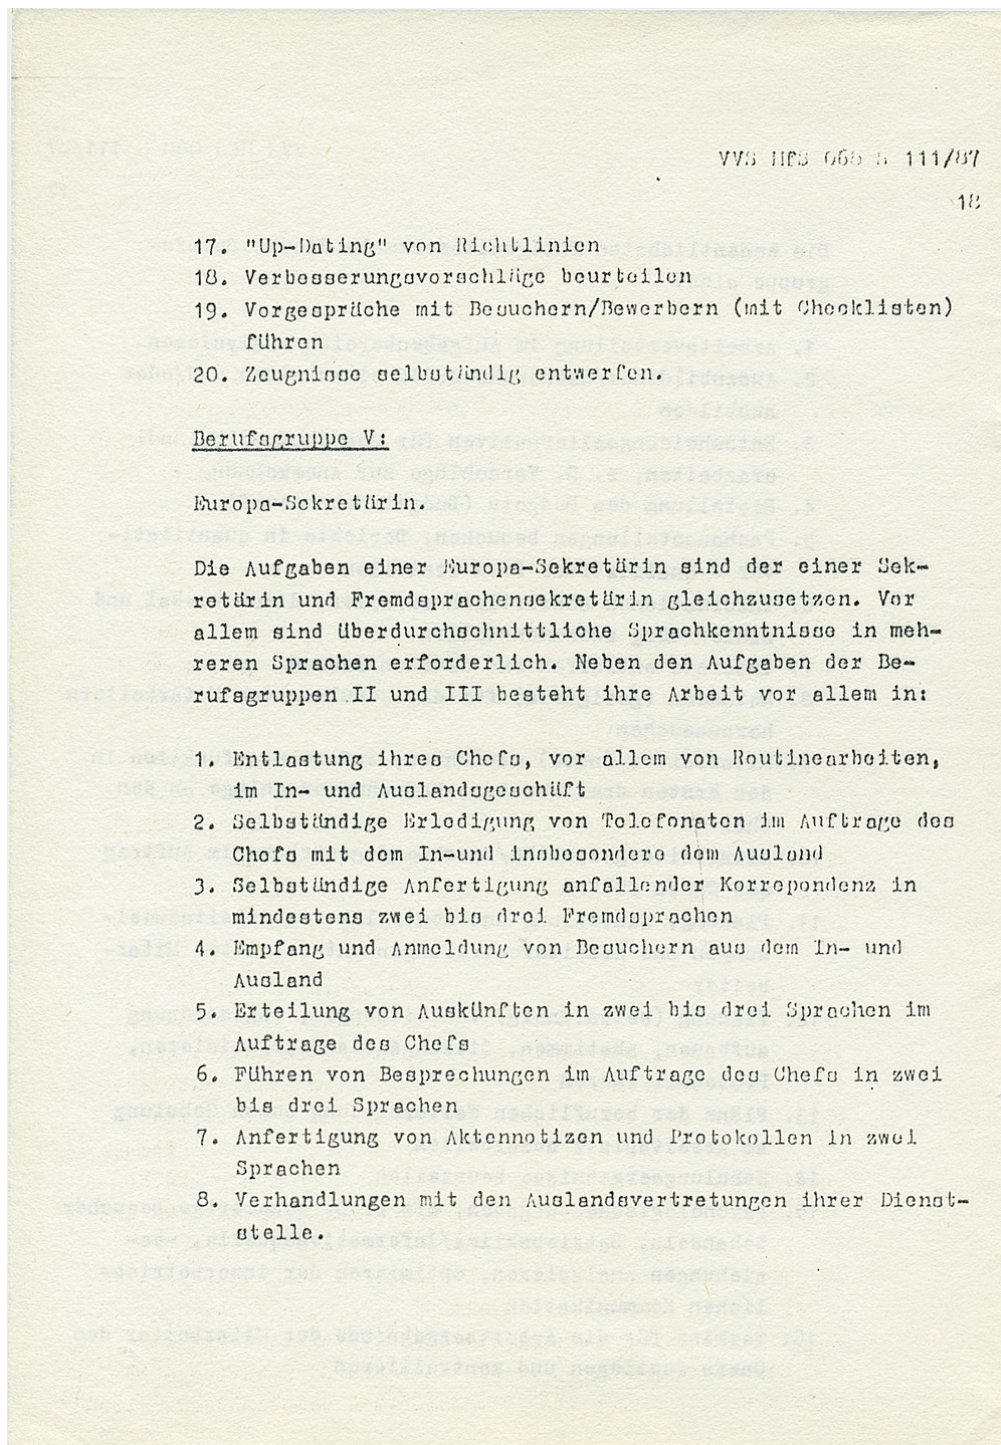 VVS MfS 065 5 111/87
18
17. "Up-Dating" von Richtlinien
18. Verbesserungsvorschläge beurteilen
19. Vorgespräche mit Besuchern/Bewerbern (mit Checklisten)
führen
20. Zeugnisse selbständig entwerfen.
Berufsgruppe V:
Europa-Sekretärin.
Die Aufgaben einer Europa-Sekretärin sind der einer Sek-
retärin und Fremdsprachensekretärin gleichzusetzen. Vor
allem sind überdurchschnittliche Sprachkenntnisse in meh-
reren Sprachen erforderlich. Neben den Aufgaben der Be-
rufsgruppen II und III besteht ihre Arbeit vor allem in:
1. Entlastung ihres Chefs, vor allem von Routinearbeiten,
im In- und Auslandsgeschäft
2. Selbständige Erledigung von Telefonaten im Auftrage des
Chefs mit dem In-und insbesondere dem Ausland
3. Selbständige Anfertigung anfallender Korrepondenz in
mindestens zwei bis drei Fremdsprachen
4. Empfang und Anmeldung von Besuchern aus dem In- und
Ausland
5. Erteilung von Auskünften in zwei bis drei Sprachen im
Auftrage des Chefs
6. Führen von Besprechungen im Auftrage des Chefs in zwei
bis drei Sprachen
7. Anfertigung von Aktennotizen und Protokollen in zwei
Sprachen
8. Verhandlungen mit den Auslandsvertretungen ihrer Dienst-
stelle.